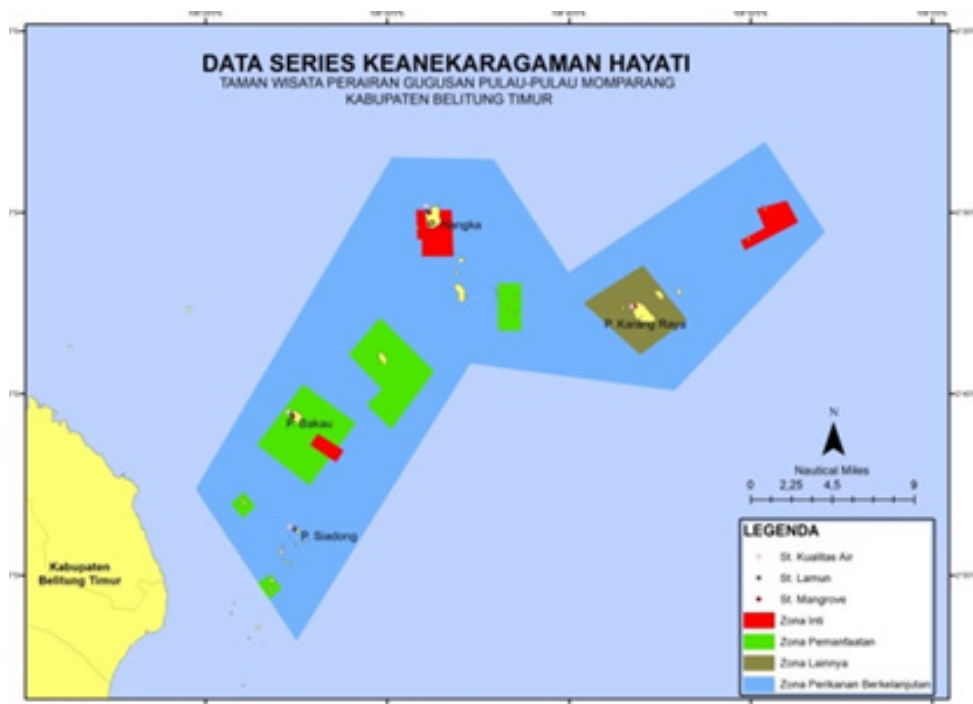 DATA SERIES KEANEKARAGAMAN HAYATI
TAMAN WISATA PERAIRAN GUGUSAN PULAU-PULAU MOMPARANG
KABUPATEN BELITUNG TIMUR
P. Karang Raya
P. Bakau
P. Siadong
Kabupaten
Belitung Timur
N
Nautical Miles
0 2,25 4,5 9
LEGENDA
St. Kualitas Air
St. Lamun
St. Mangrove
Zona Inti
Zona Pemanfaatan
Zona Lainnya
Zona Perikanan Berkelanjutan